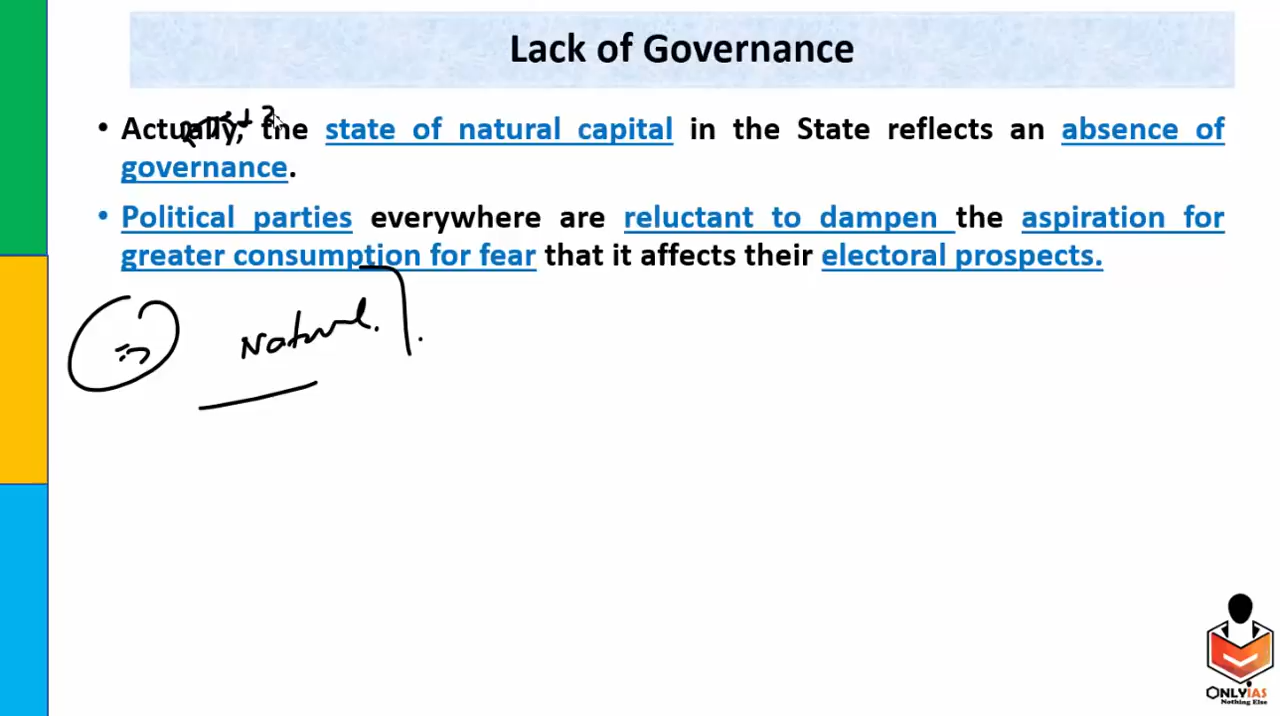 Lack of Governance
• Actually, the state of natural capital in the State reflects an absence of
governance.
• Political parties everywhere are reluctant to dampen the aspiration for
greater consumption for fear that it affects their electoral prospects.
Natural.
ONLYIAS
Nothing Else